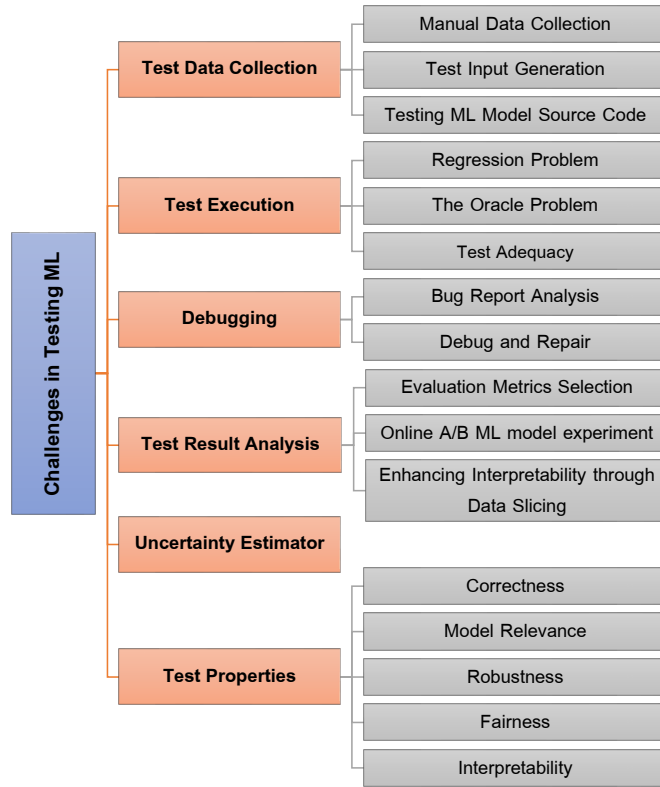 Challenges in Testing ML
Test Data Collection
Manual Data Collection
Test Input Generation
Testing ML Model Source Code
Test Execution
Regression Problem
The Oracle Problem
Test Adequacy
Debugging
Bug Report Analysis
Debug and Repair
Test Result Analysis
Evaluation Metrics Selection
Online A/B ML model experiment
Enhancing Interpretability through
Data Slicing
Uncertainty Estimator
Test Properties
Correctness
Model Relevance
Robustness
Fairness
Interpretability